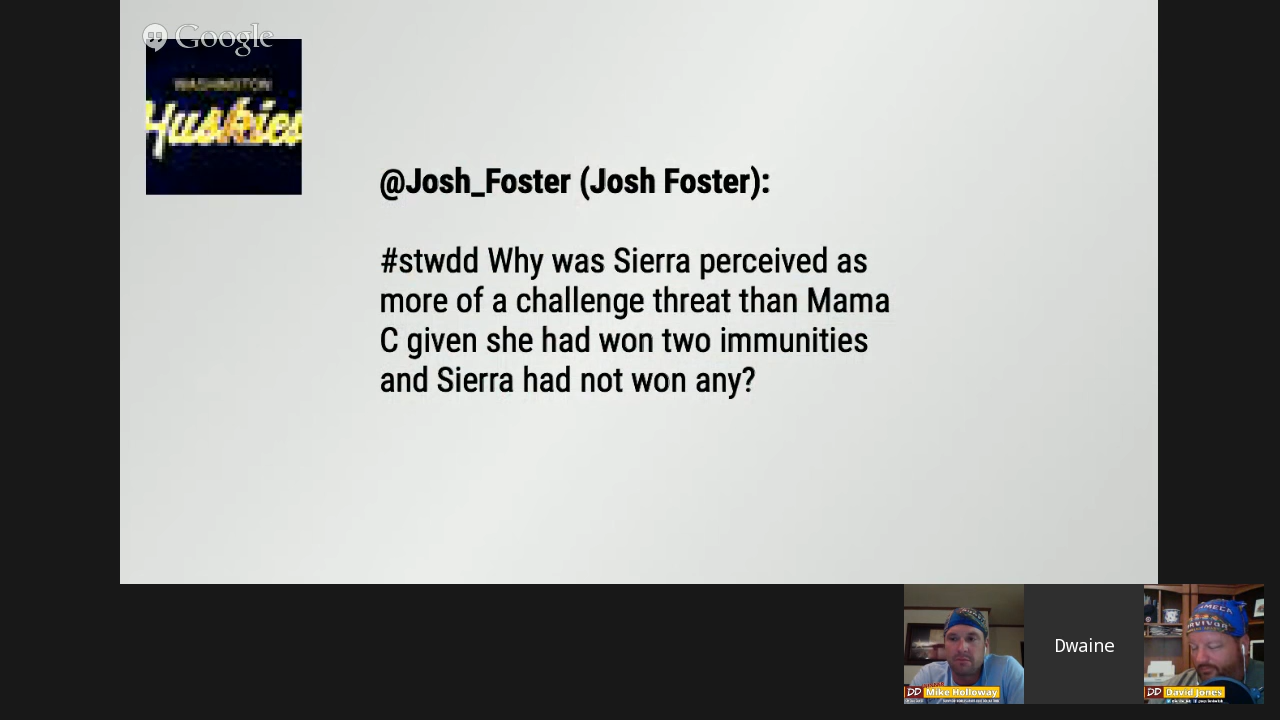 Google
WASHINGTON
Huskies
@Josh_Foster (Josh Foster):
#stwdd Why was Sierra perceived as
more of a challenge threat than Mama
C given she had won two immunities
and Sierra had not won any?
DD Mike Holloway
Dwaine
DD David Jones